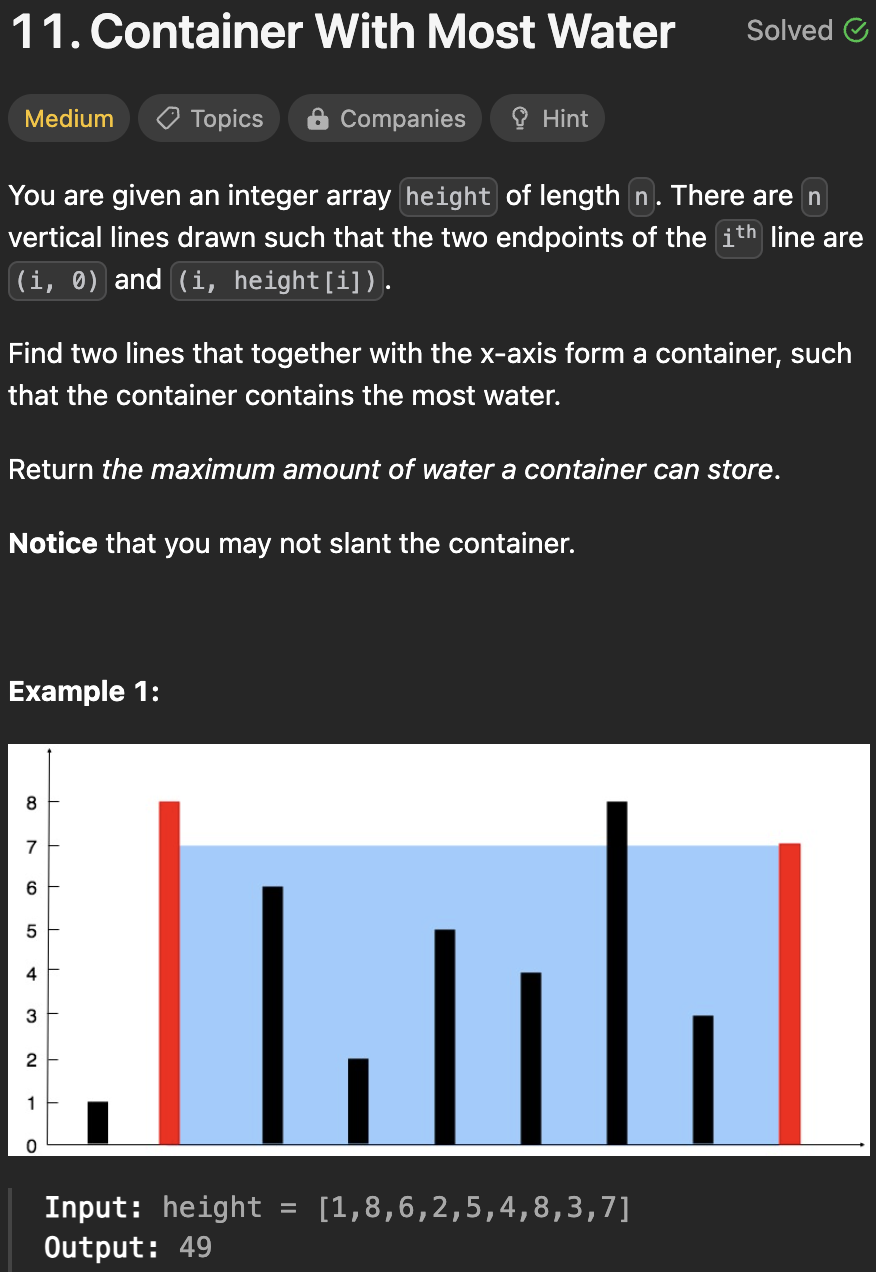 11. Container With Most Water Solved
Medium Topics Companies Hint
You are given an integer array height of length n. There are n
vertical lines drawn such that the two endpoints of the ith line are
(i, 0) and (i, height[i]).
Find two lines that together with the x-axis form a container, such
that the container contains the most water.
Return the maximum amount of water a container can store.
Notice that you may not slant the container.
Example 1:
8
7
6
5
4
3
2
1
0
Input: height = [1,8,6,2,5,4,8,3,7]
Output: 49